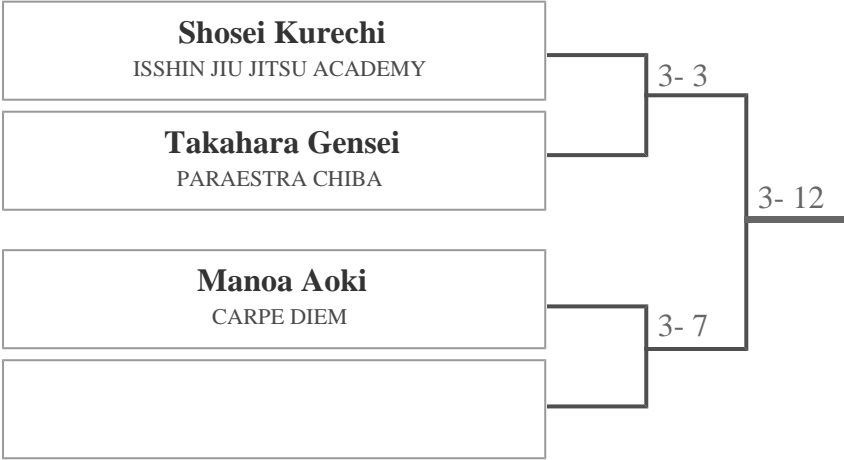 Shosei Kurechi
ISSHIN JIU JITSU ACADEMY
3- 3
Takahara Gensei
PARAESTRA CHIBA
3- 12
Manoa Aoki
CARPE DIEM
3- 7